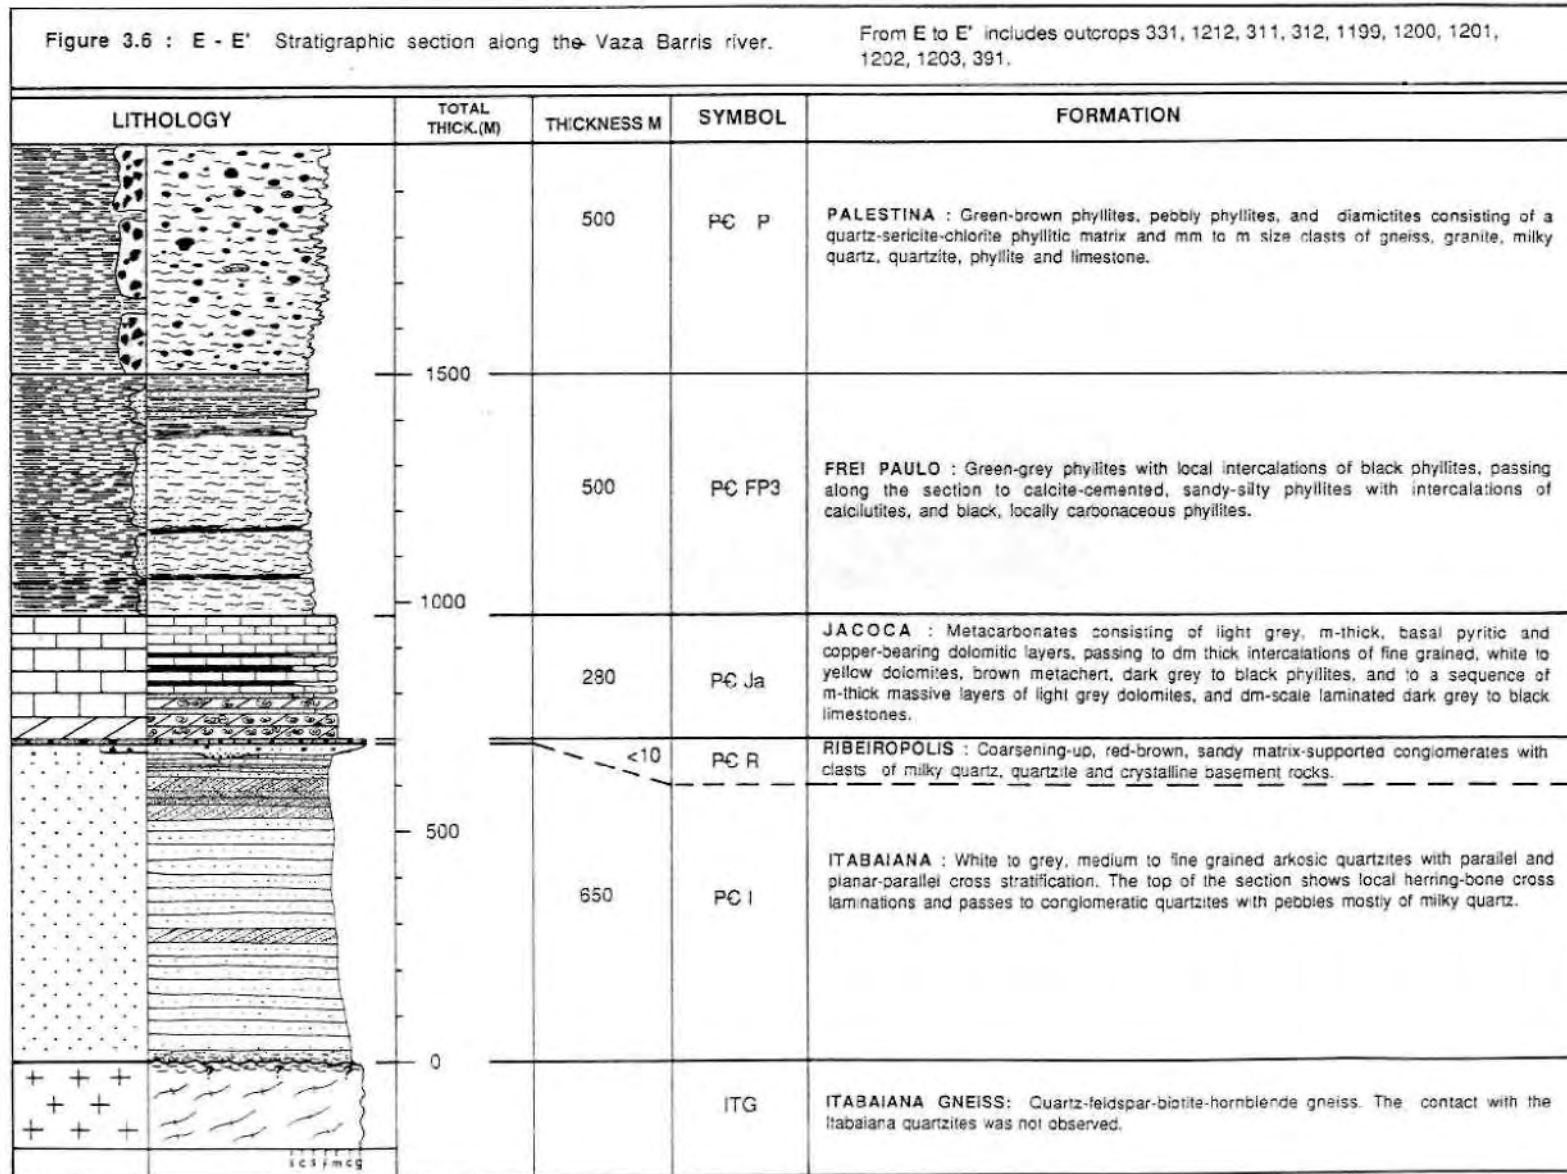 Figure 3.6 : E - E' Stratigraphic section along the Vaza Barris river.
From E to E' includes outcrops 331, 1212, 311, 312, 1199, 1200, 1201,
1202, 1203, 391.
LITHOLOGY
TOTAL
THICK.(M)
THICKNESS M
SYMBOL
FORMATION
500
PЄ P
PALESTINA : Green-brown phyllites, pebbly phyllites, and diamictites consisting of a
quartz-sericite-chlorite phyllitic matrix and mm to m size clasts of gneiss, granite, milky
quartz, quartzite, phyllite and limestone.
1500
500
PЄ FP3
FREI PAULO : Green-grey phyllites with local intercalations of black phyllites, passing
along the section to calcite-cemented, sandy-silty phyllites with intercalations of
calcilutites, and black, locally carbonaceous phyllites.
1000
280
PЄ Ja
JACOCA : Metacarbonates consisting of light grey, m-thick, basal pyritic and
copper-bearing dolomitic layers, passing to dm thick intercalations of fine grained, white to
yellow dolomites, brown metachert, dark grey to black phyllites, and to a sequence of
m-thick massive layers of light grey dolomites, and dm-scale laminated dark grey to black
limestones.
<10
PЄ R
RIBEIROPOLIS : Coarsening-up, red-brown, sandy matrix-supported conglomerates with
clasts of milky quartz, quartzite and crystalline basement rocks.
500
650
PЄ I
ITABAIANA : White to grey, medium to fine grained arkosic quartzites with parallel and
planar-parallel cross stratification. The top of the section shows local herring-bone cross
laminations and passes to conglomeratic quartzites with pebbles mostly of milky quartz.
0
ITG
ITABAIANA GNEISS: Quartz-feldspar-biotite-hornblende gneiss. The contact with the
Itabaiana quartzites was not observed.